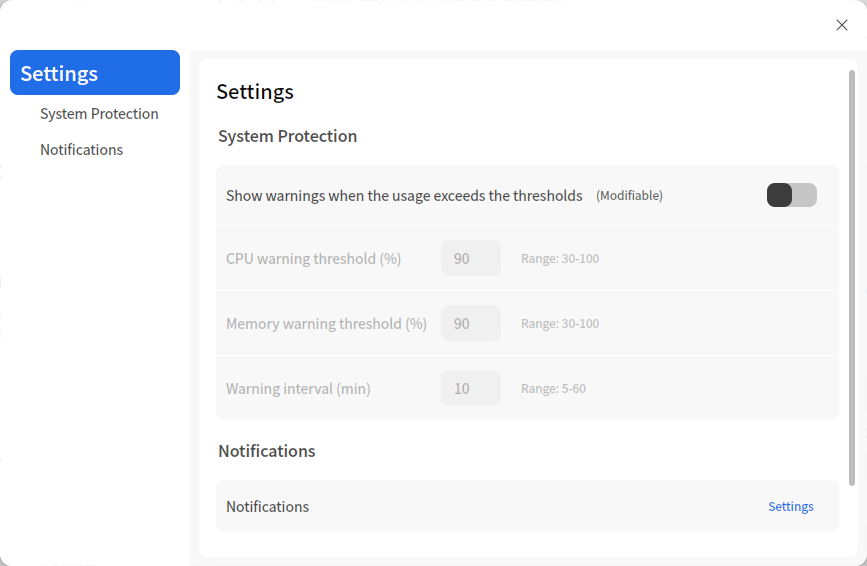 Settings
System Protection
Notifications
Settings
System Protection
Show warnings when the usage exceeds the thresholds (Modifiable)
CPU warning threshold (%) 90 Range: 30-100
Memory warning threshold (%) 90 Range: 30-100
Warning interval (min) 10 Range: 5-60
Notifications
Notifications Settings